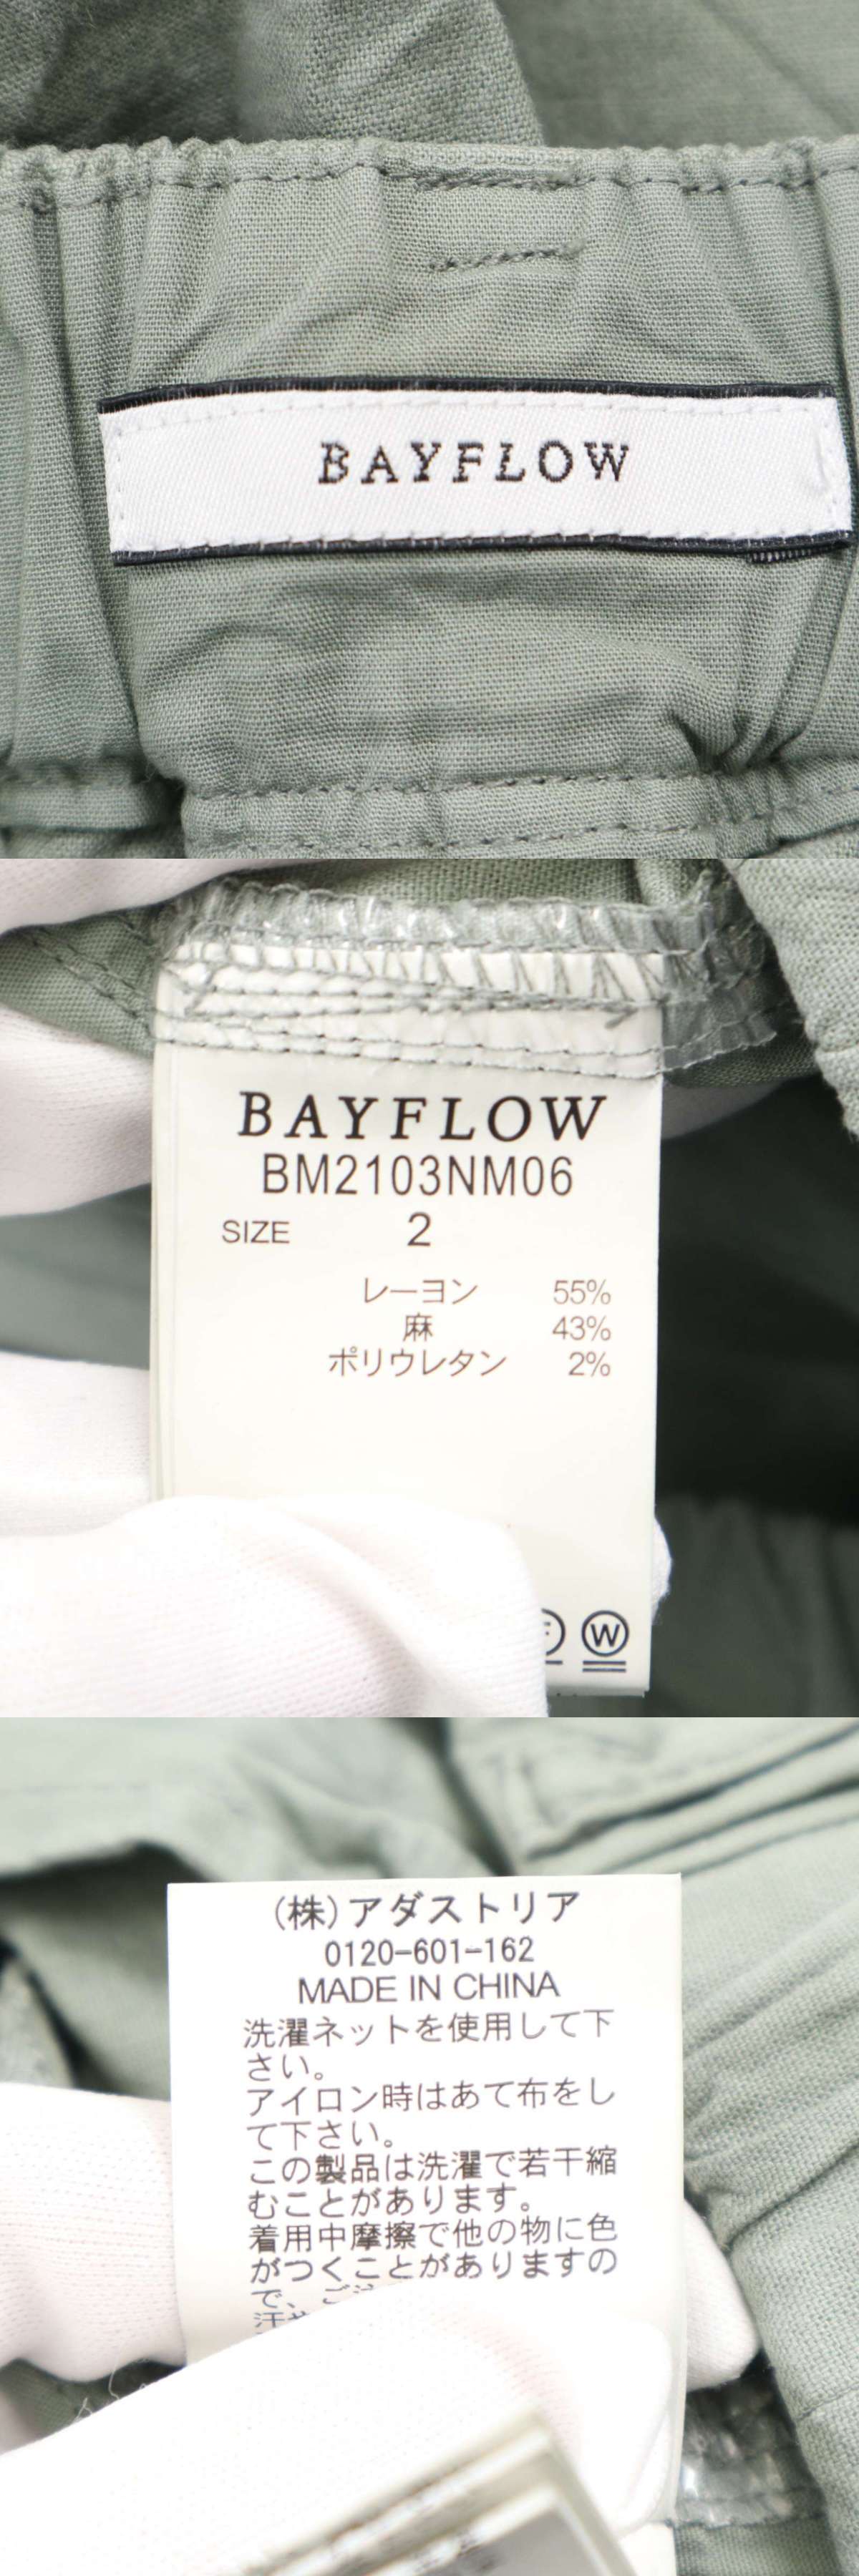 BAYFLOW
BAYFLOW
BM2103NM06
SIZE 2
レーヨン 55%
麻 43%
ポリウレタン 2%
W
(株)アダストリア
0120-601-162
MADE IN CHINA
洗濯ネットを使用して下
さい。
アイロン時はあて布をし
て下さい。
この製品は洗濯で若干縮
むことがあります。
着用中摩擦で他の物に色
がつくことがありますの
で、ご